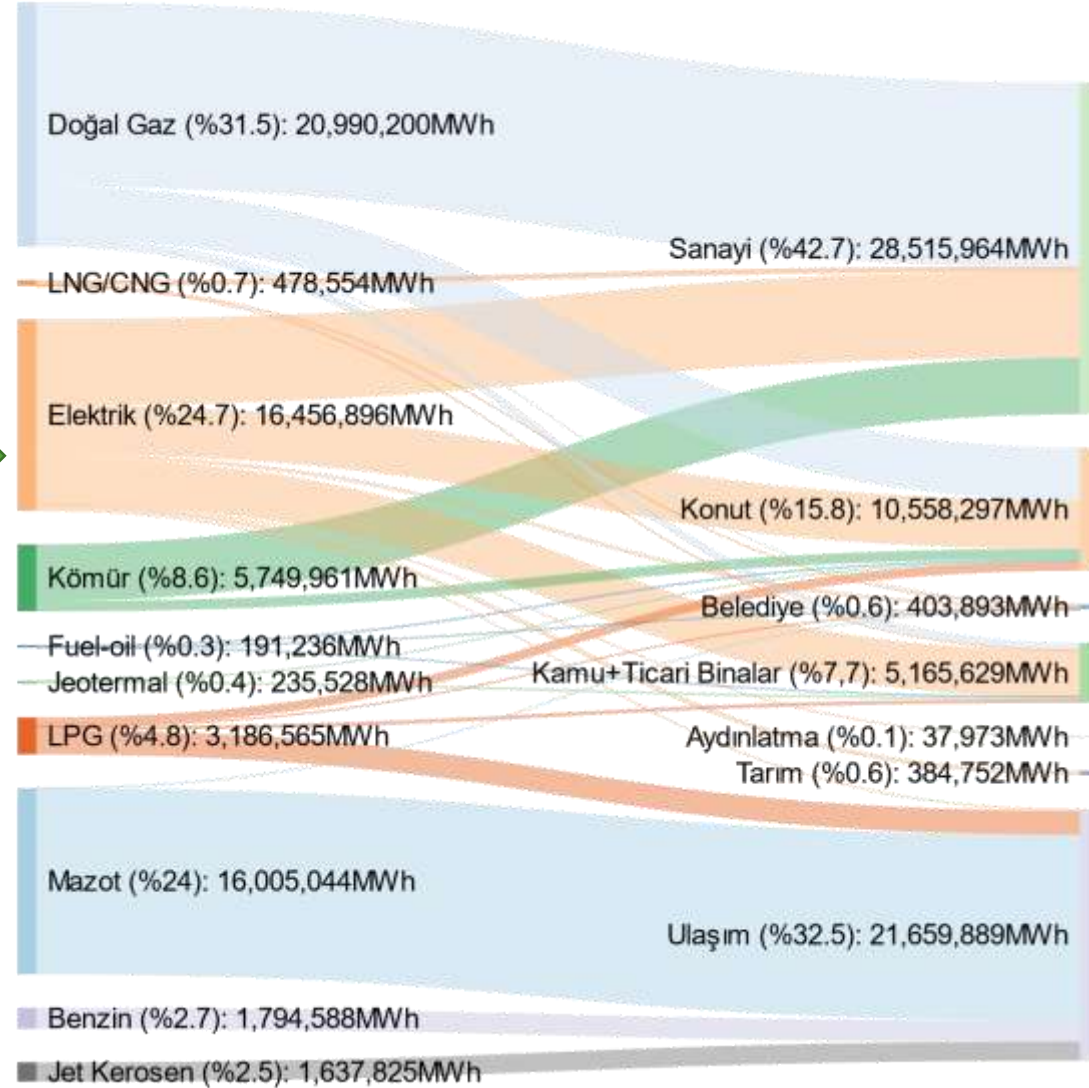 Doğal Gaz (%31.5): 20,990,200MWh
LNG/CNG (%0.7): 478,554MWh
Elektrik (%24.7): 16,456,896MWh
Kömür (%8.6): 5,749,961MWh
Fuel-oil (%0.3): 191,236MWh
Jeotermal (%0.4): 235,528MWh
LPG (%4.8): 3,186,565MWh
Mazot (%24): 16,005,044MWh
Benzin (%2.7): 1,794,588MWh
Jet Kerosen (%2.5): 1,637,825MWh
Sanayi (%42.7): 28,515,964MWh
Konut (%15.8): 10,558,297MWh
Belediye (%0.6): 403,893MWh
Kamu+Ticari Binalar (%7,7): 5,165,629MWh
Aydınlatma (%0.1): 37,973MWh
Tarım (%0.6): 384,752MWh
Ulaşım (%32.5): 21,659,889MWh